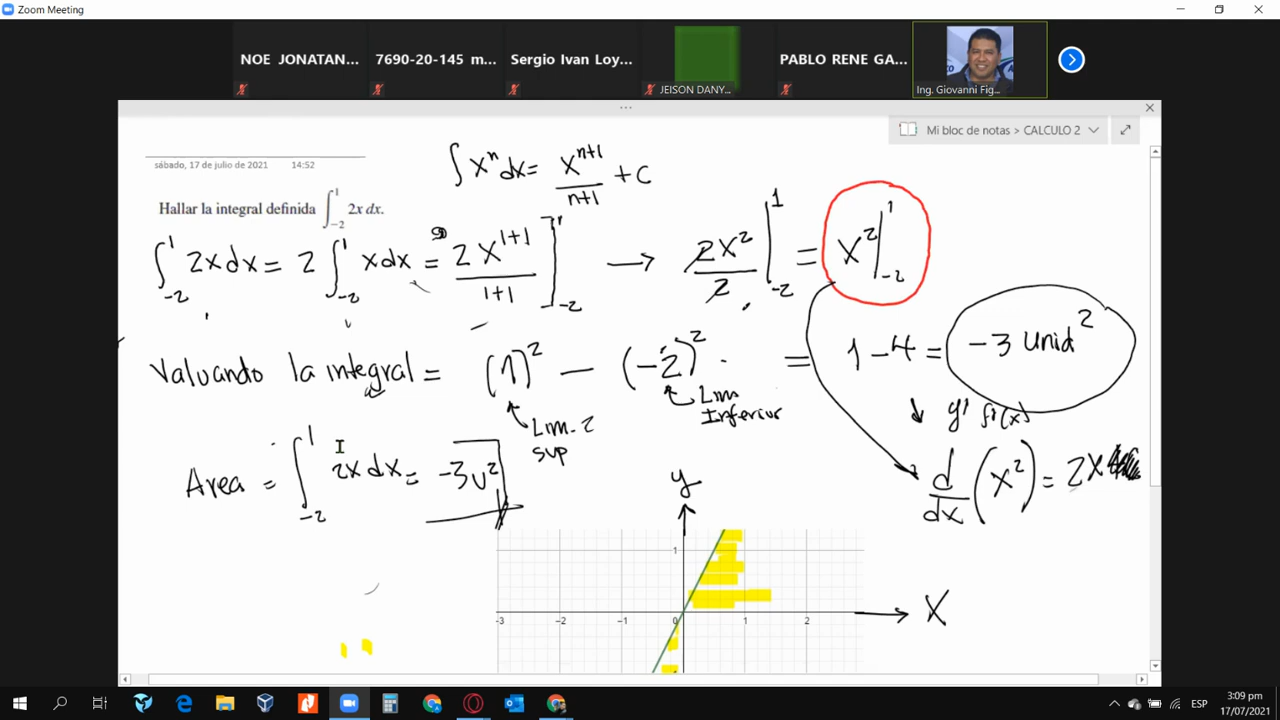 Zoom Meeting
NOE JONATAN...
7690-20-145 m...
Sergio Ivan Loy...
JEISON DANY...
PABLO RENE GA...
Ing. Giovanni Fig...
Mi bloc de notas > CALCULO 2
sábado, 17 de julio de 2021 14:52
∫ xⁿ dx = xⁿ⁺¹/n+1 + C
Hallar la integral definida ∫₋₂¹ 2x dx.
∫₋₂¹ 2x dx = 2 ∫₋₂¹ x dx = 2 x¹⁺¹/1+1 ]₋₂¹ → 2x²/2 |₋₂¹ = x² |₋₂¹
Valuando la integral = (1)² − (−2)² = 1 − 4 = −3 unid²
Lim. sup
Lim Inferior
y' f'(x)
Area = ∫₋₂¹ 2x dx = −3u²
d/dx (x²) = 2x
y
1
-3 -2 -1 0 1 2
X
ESP
3:09 pm
17/07/2021